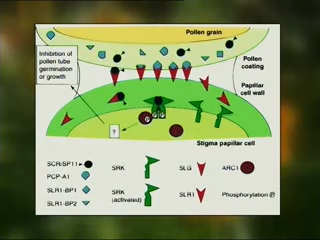 Pollen grain
Inhibition of
pollen tube
germination
or growth
Pollen
coating
Papillar
cell wall
?
P
P
Stigma papillar cell
SCR/SP11
SRK
SLG
ARC1
PCP-A1
SLR1-BP1
SRK
(activated)
SLR1
Phosphorylation P
SLR1-BP2